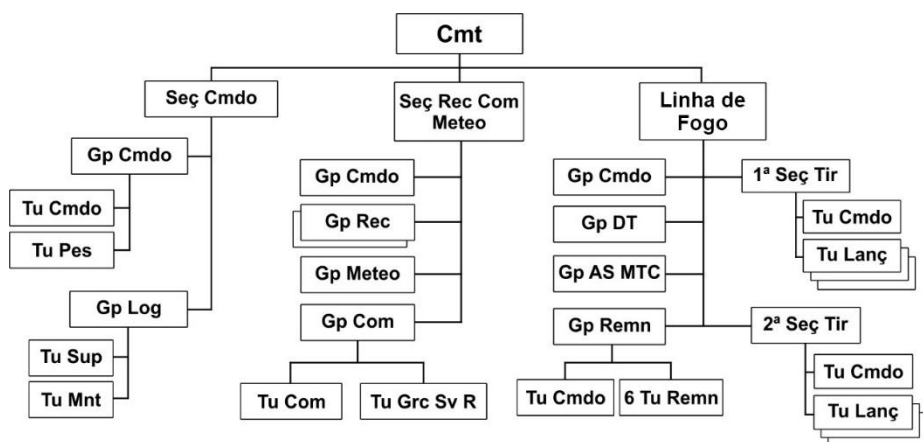 Cmt
Seç Cmdo
Gp Cmdo
Tu Cmdo
Tu Pes
Gp Log
Tu Sup
Tu Mnt
Seç Rec Com
Meteo
Gp Cmdo
Gp Rec
Gp Meteo
Gp Com
Tu Com
Tu Grc Sv R
Linha de
Fogo
Gp Cmdo
Gp DT
Gp AS MTC
Gp Remn
Tu Cmdo
6 Tu Remn
1ª Seç Tir
Tu Cmdo
Tu Lanç
2ª Seç Tir
Tu Cmdo
Tu Lanç